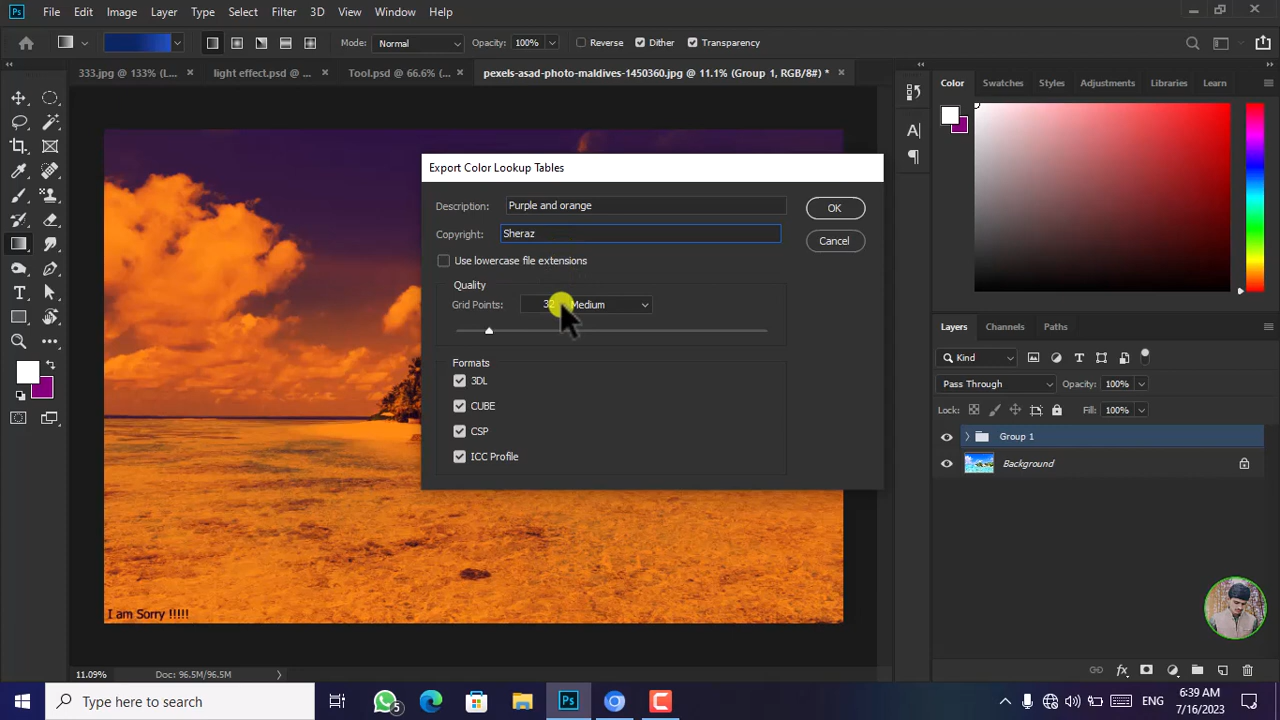 Ps File Edit Image Layer Type Select Filter 3D View Window Help
Mode: Normal Opacity: 100% Reverse Dither Transparency
333.jpg @ 133% (L... × light effect.psd @ ... × Tool.psd @ 66.6% (... × pexels-asad-photo-maldives-1450360.jpg @ 11.1% (Group 1, RGB/8#) * ×
Color Swatches Styles Adjustments Libraries Learn
Export Color Lookup Tables
Description: Purple and orange OK
Copyright: Sheraz Cancel
Use lowercase file extensions
Quality
Grid Points: 32 Medium
Formats
3DL
CUBE
CSP
ICC Profile
Layers Channels Paths
Kind
Pass Through Opacity: 100%
Lock: Fill: 100%
Group 1
Background
I am Sorry !!!!!
11.09% Doc: 96.5M/96.5M
Type here to search 5 Ps ENG 6:39 AM
7/16/2023